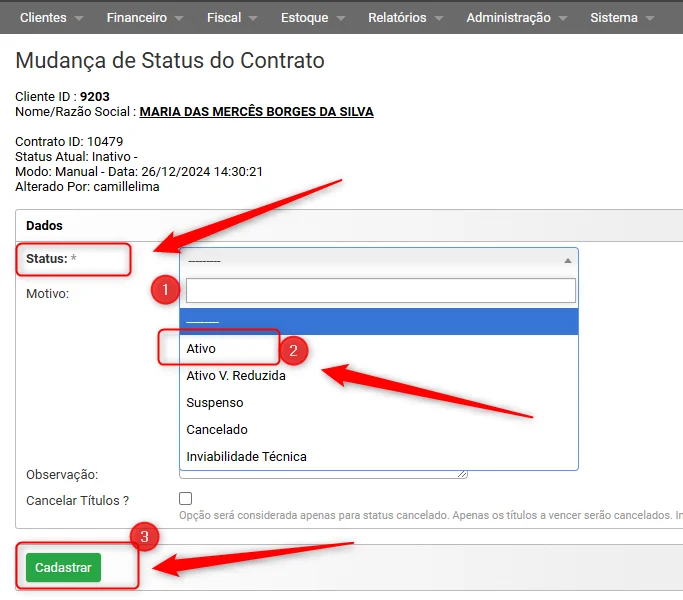 Clientes Financeiro Fiscal Estoque Relatórios Administração Sistema
Mudança de Status do Contrato
Cliente ID : 9203
Nome/Razão Social : MARIA DAS MERCÊS BORGES DA SILVA
Contrato ID: 10479
Status Atual: Inativo -
Modo: Manual - Data: 26/12/2024 14:30:21
Alterado Por: camillelima
Dados
Status: * ---------
Motivo: 1
---------
Ativo 2
Ativo V. Reduzida
Suspenso
Cancelado
Inviabilidade Técnica
Observação:
Cancelar Títulos ?
Opção será considerada apenas para status cancelado. Apenas os títulos a vencer serão cancelados. In
3
Cadastrar